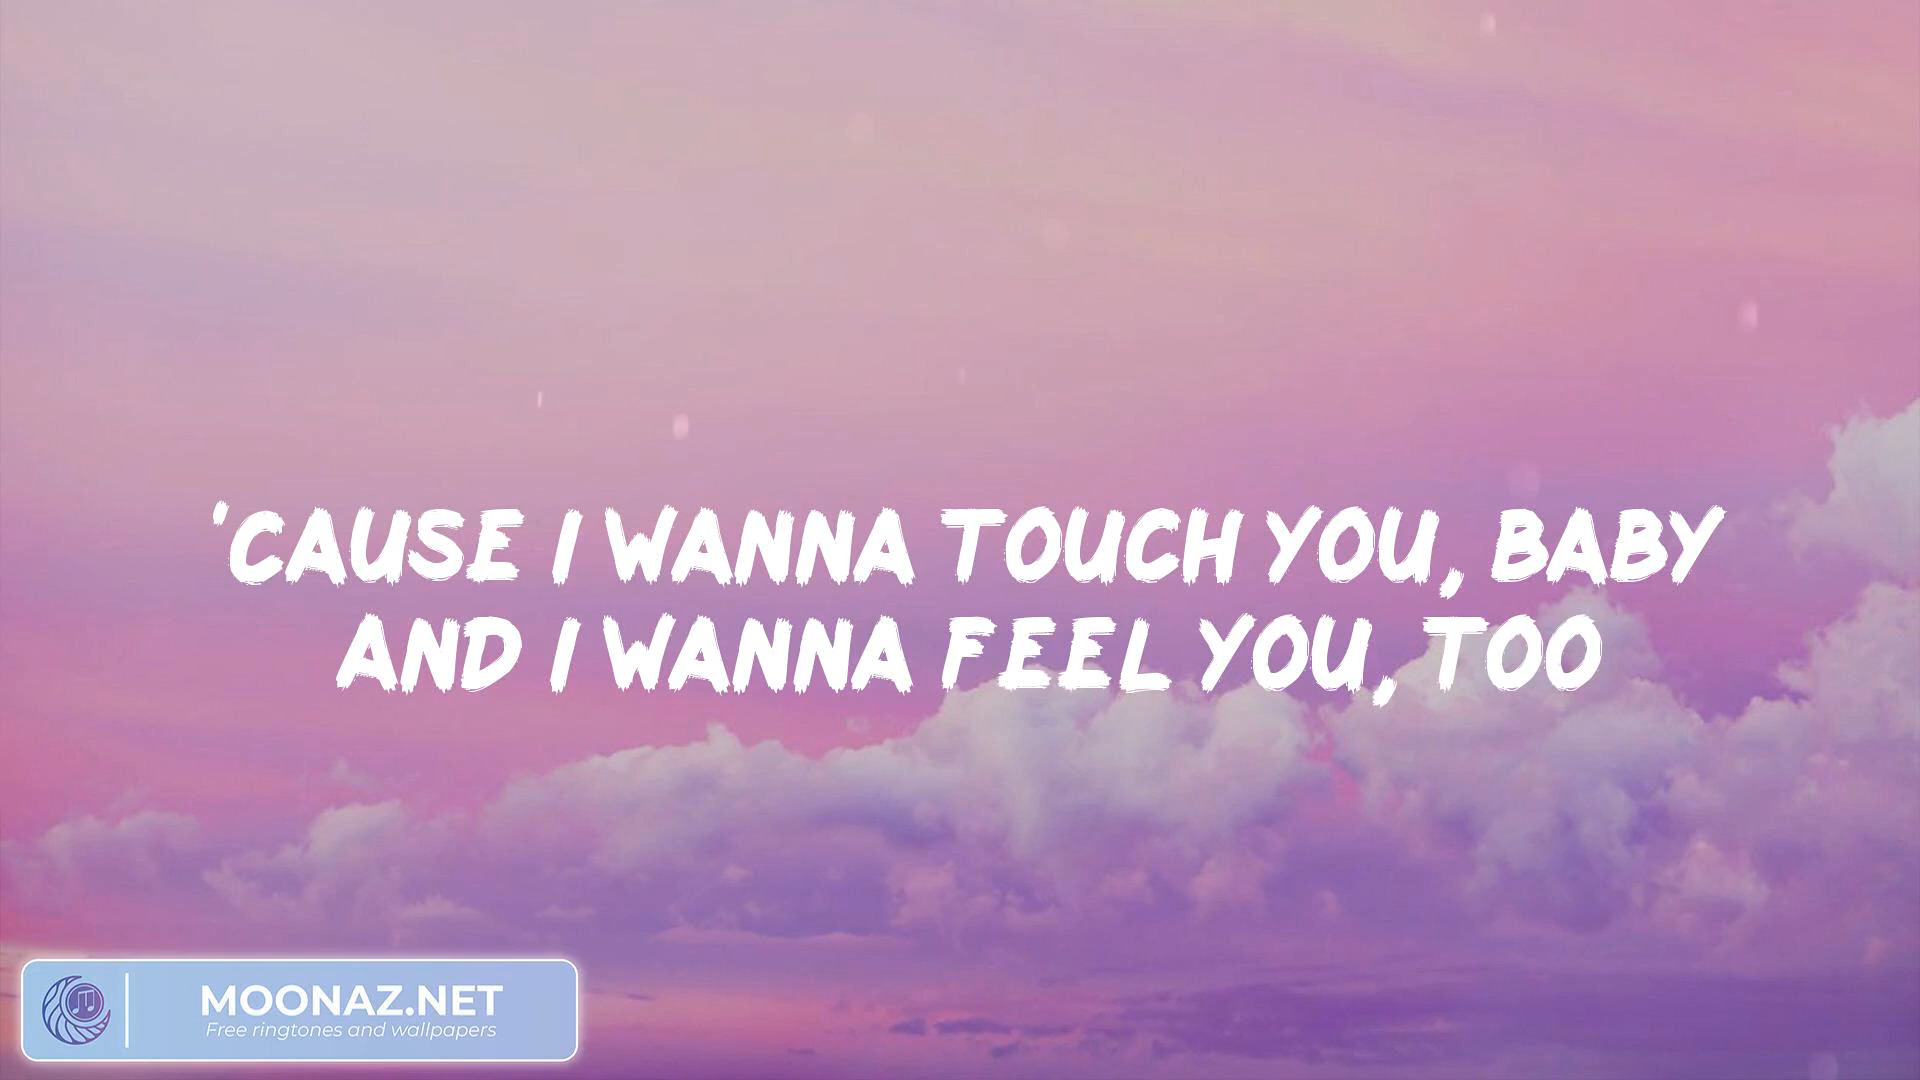 'CAUSE I WANNA TOUCH YOU, BABY
AND I WANNA FEEL YOU, TOO
MOONAZ.NET
Free ringtones and wallpapers